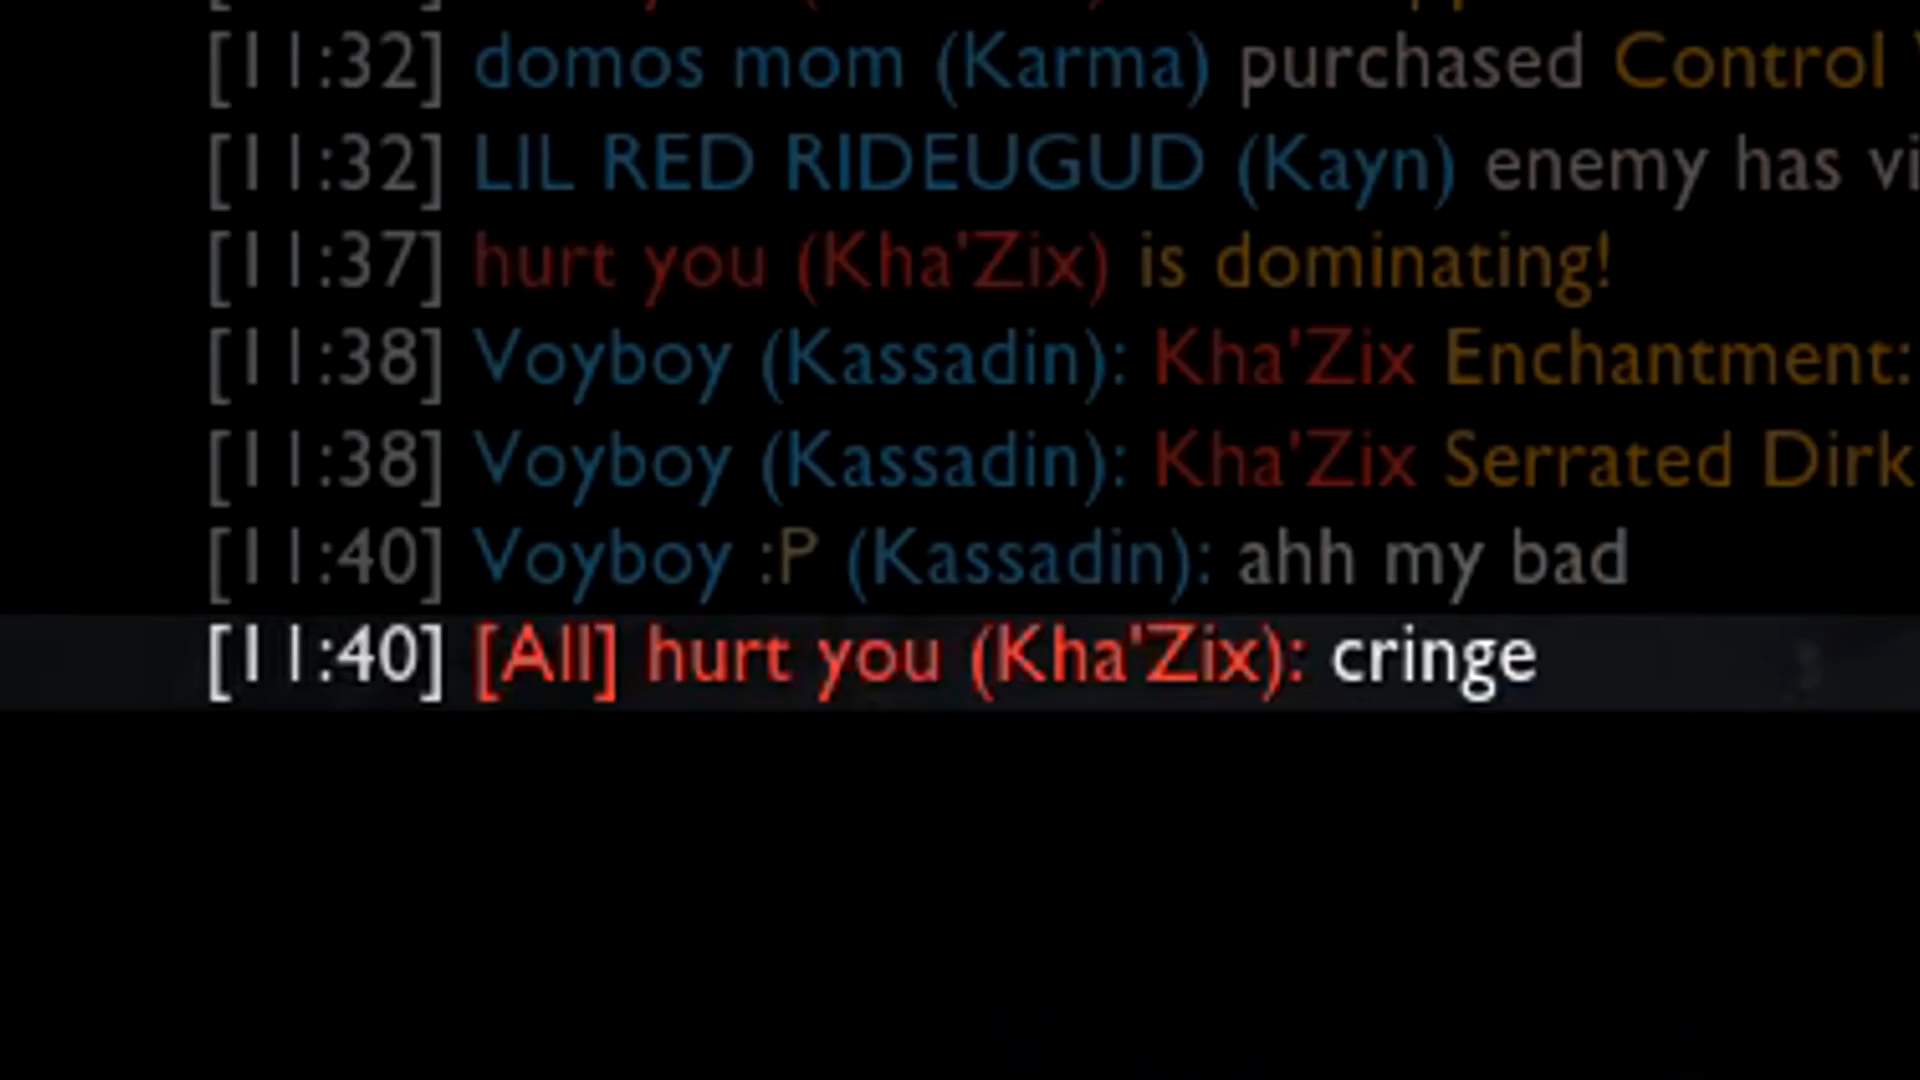 [11:32] domos mom (Karma) purchased Control
[11:32] LIL RED RIDEUGUD (Kayn) enemy has vi
[11:37] hurt you (Kha'Zix) is dominating!
[11:38] Voyboy (Kassadin): Kha'Zix Enchantment:
[11:38] Voyboy (Kassadin): Kha'Zix Serrated Dirk
[11:40] Voyboy :P (Kassadin): ahh my bad
[11:40] [All] hurt you (Kha'Zix): cringe